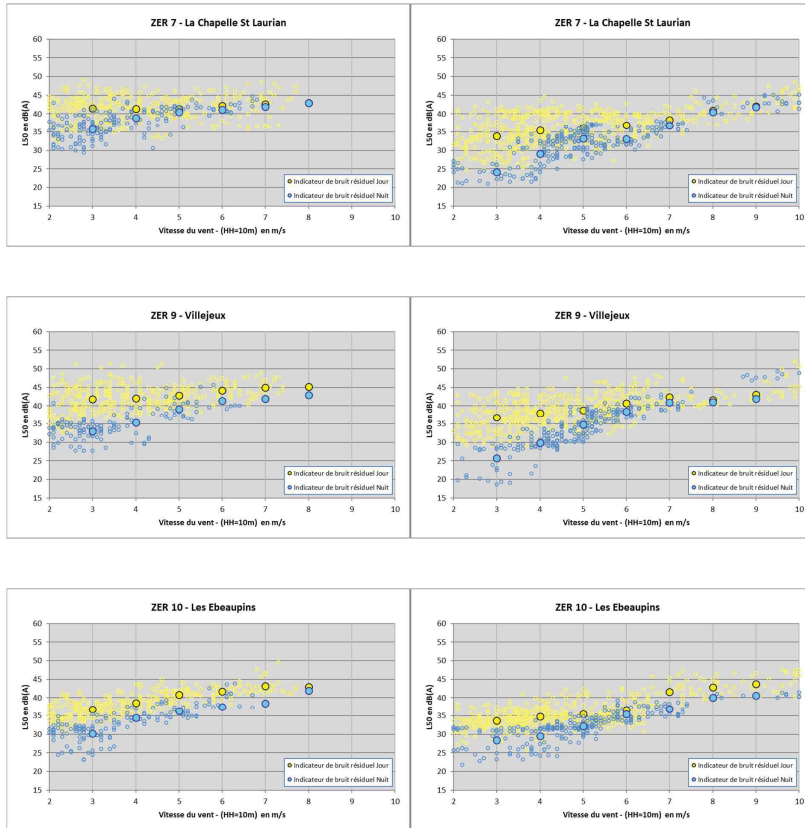 ZER 7 - La Chapelle St Laurian
L50 en dB(A)
60
55
50
45
40
35
30
25
20
15
2 3 4 5 6 7 8 9 10
Indicateur de bruit résiduel Jour
Indicateur de bruit résiduel Nuit
Vitesse du vent - (HH=10m) en m/s
ZER 7 - La Chapelle St Laurian
L50 en dB(A)
60
55
50
45
40
35
30
25
20
15
2 3 4 5 6 7 8 9 10
Indicateur de bruit résiduel Jour
Indicateur de bruit résiduel Nuit
Vitesse du vent - (HH=10m) en m/s
ZER 9 - Villejeux
L50 en dB(A)
60
55
50
45
40
35
30
25
20
15
2 3 4 5 6 7 8 9 10
Indicateur de bruit résiduel Jour
Indicateur de bruit résiduel Nuit
Vitesse du vent - (HH=10m) en m/s
ZER 9 - Villejeux
L50 en dB(A)
60
55
50
45
40
35
30
25
20
15
2 3 4 5 6 7 8 9 10
Indicateur de bruit résiduel Jour
Indicateur de bruit résiduel Nuit
Vitesse du vent - (HH=10m) en m/s
ZER 10 - Les Ebeaupins
L50 en dB(A)
60
55
50
45
40
35
30
25
20
15
2 3 4 5 6 7 8 9 10
Indicateur de bruit résiduel Jour
Indicateur de bruit résiduel Nuit
Vitesse du vent - (HH=10m) en m/s
ZER 10 - Les Ebeaupins
L50 en dB(A)
60
55
50
45
40
35
30
25
20
15
2 3 4 5 6 7 8 9 10
Indicateur de bruit résiduel Jour
Indicateur de bruit résiduel Nuit
Vitesse du vent - (HH=10m) en m/s